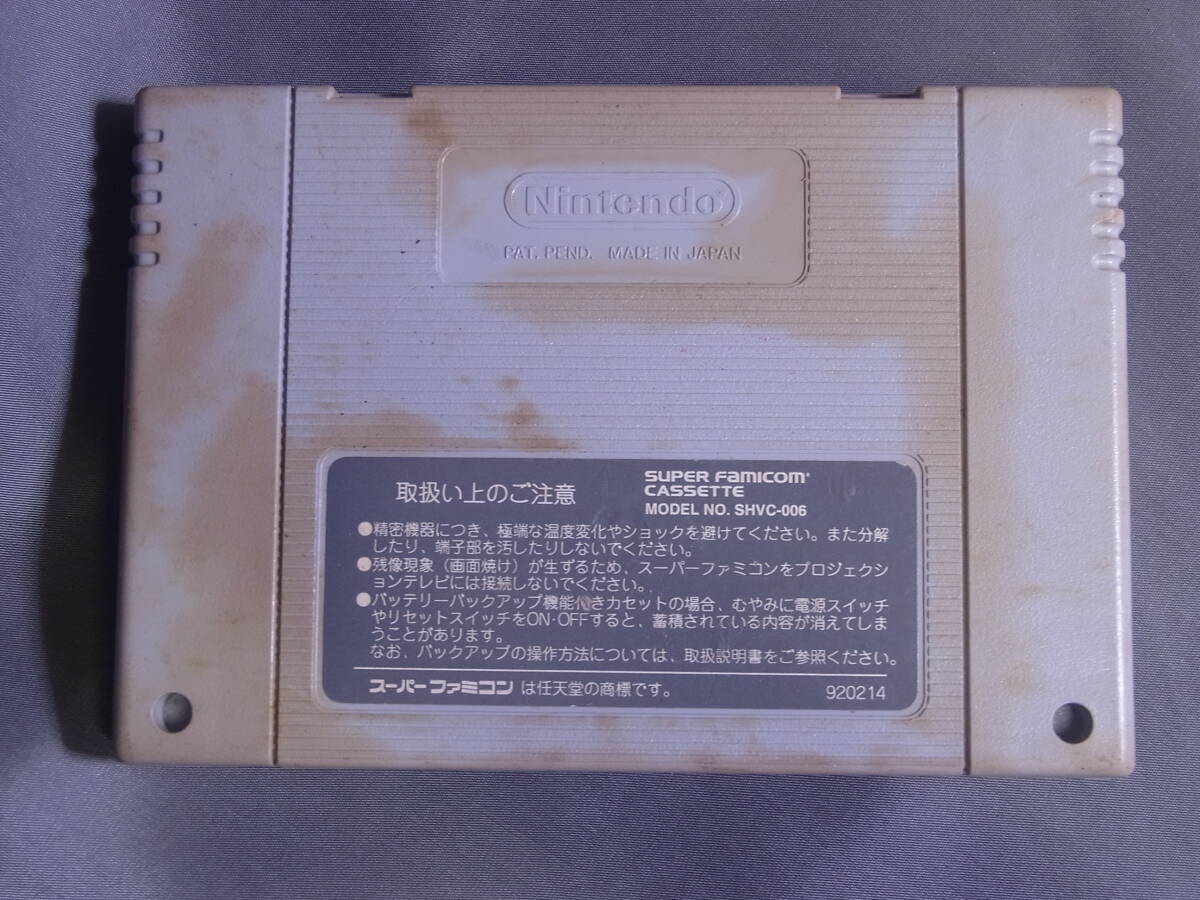 Nintendo
PAT. PEND. MADE IN JAPAN
取扱い上のご注意
SUPER FAMICOM
CASSETTE
MODEL NO. SHVC-006
●精密機器につき、極端な温度変化やショックを避けてください。また分解
したり、端子部を汚したりしないでください。
●残像現象（画面焼け）が生ずるため、スーパーファミコンをプロジェクシ
ョンテレビには接続しないでください。
●バッテリーバックアップ機能付きカセットの場合、むやみに電源スイッチ
やリセットスイッチをON·OFFすると、蓄積されている内容が消えてしま
うことがあります。
なお、バックアップの操作方法については、取扱説明書をご参照ください。
スーパーファミコン は任天堂の商標です。
920214